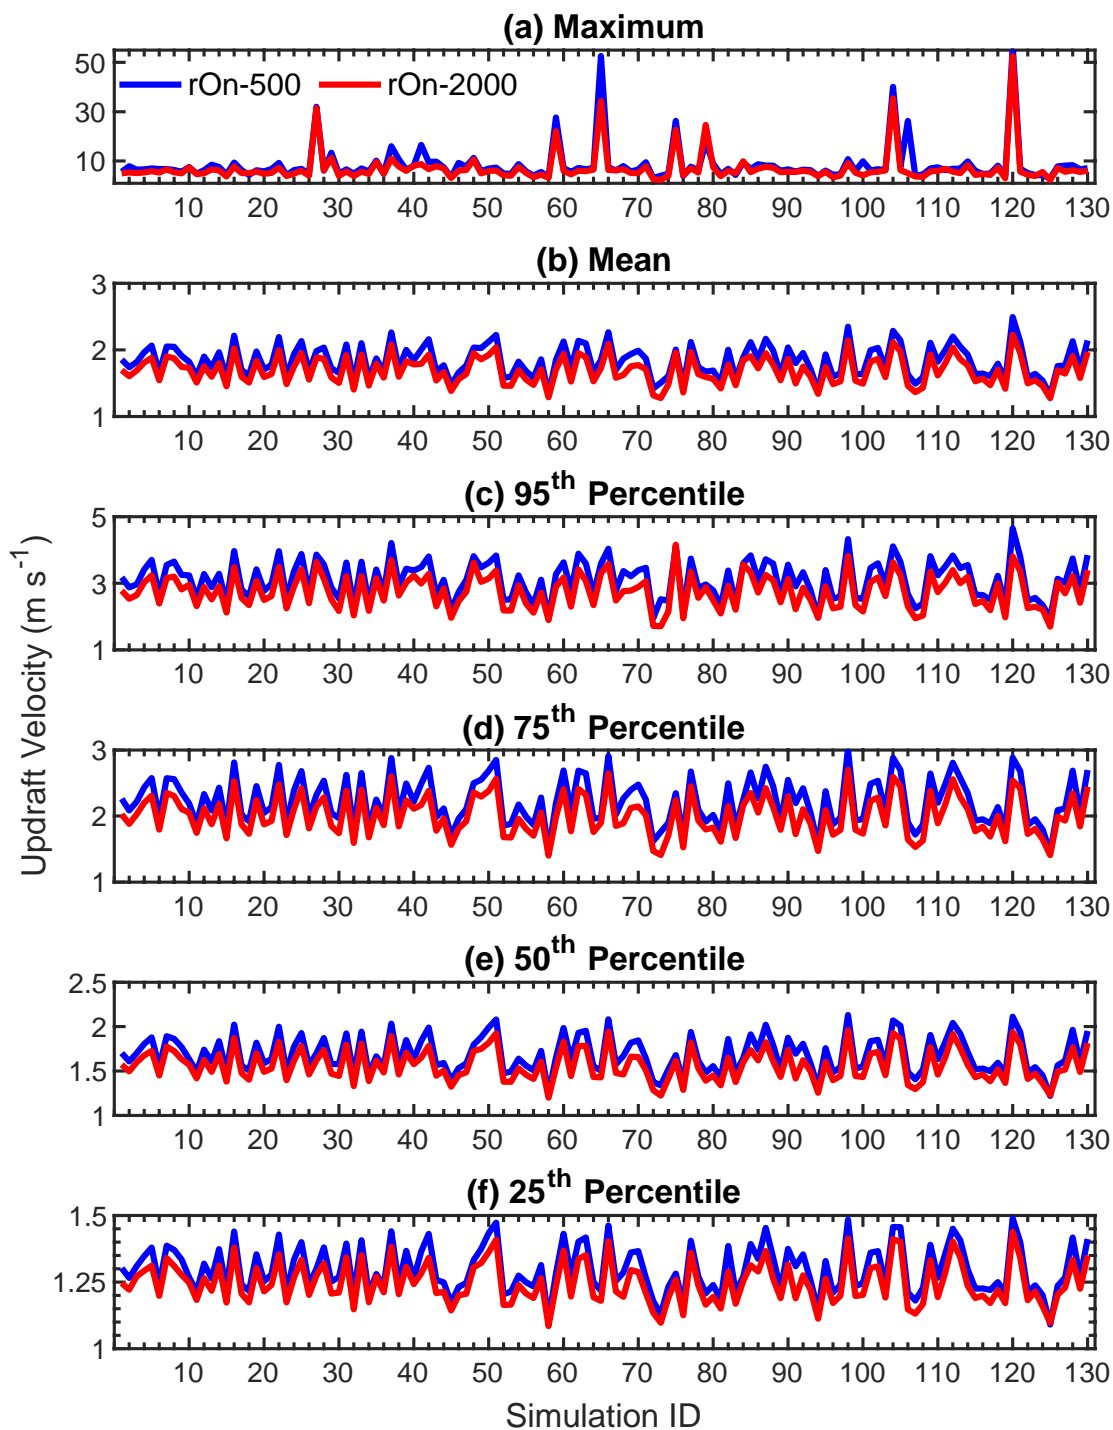 (a) Maximum
50
30
10
rOn-500 rOn-2000
10 20 30 40 50 60 70 80 90 100 110 120 130
(b) Mean
3
2
1
10 20 30 40 50 60 70 80 90 100 110 120 130
(c) 95th Percentile
5
3
1
10 20 30 40 50 60 70 80 90 100 110 120 130
Updraft Velocity (m s-1)
(d) 75th Percentile
3
2
1
10 20 30 40 50 60 70 80 90 100 110 120 130
(e) 50th Percentile
2.5
2
1.5
1
10 20 30 40 50 60 70 80 90 100 110 120 130
(f) 25th Percentile
1.5
1.25
1
10 20 30 40 50 60 70 80 90 100 110 120 130
Simulation ID